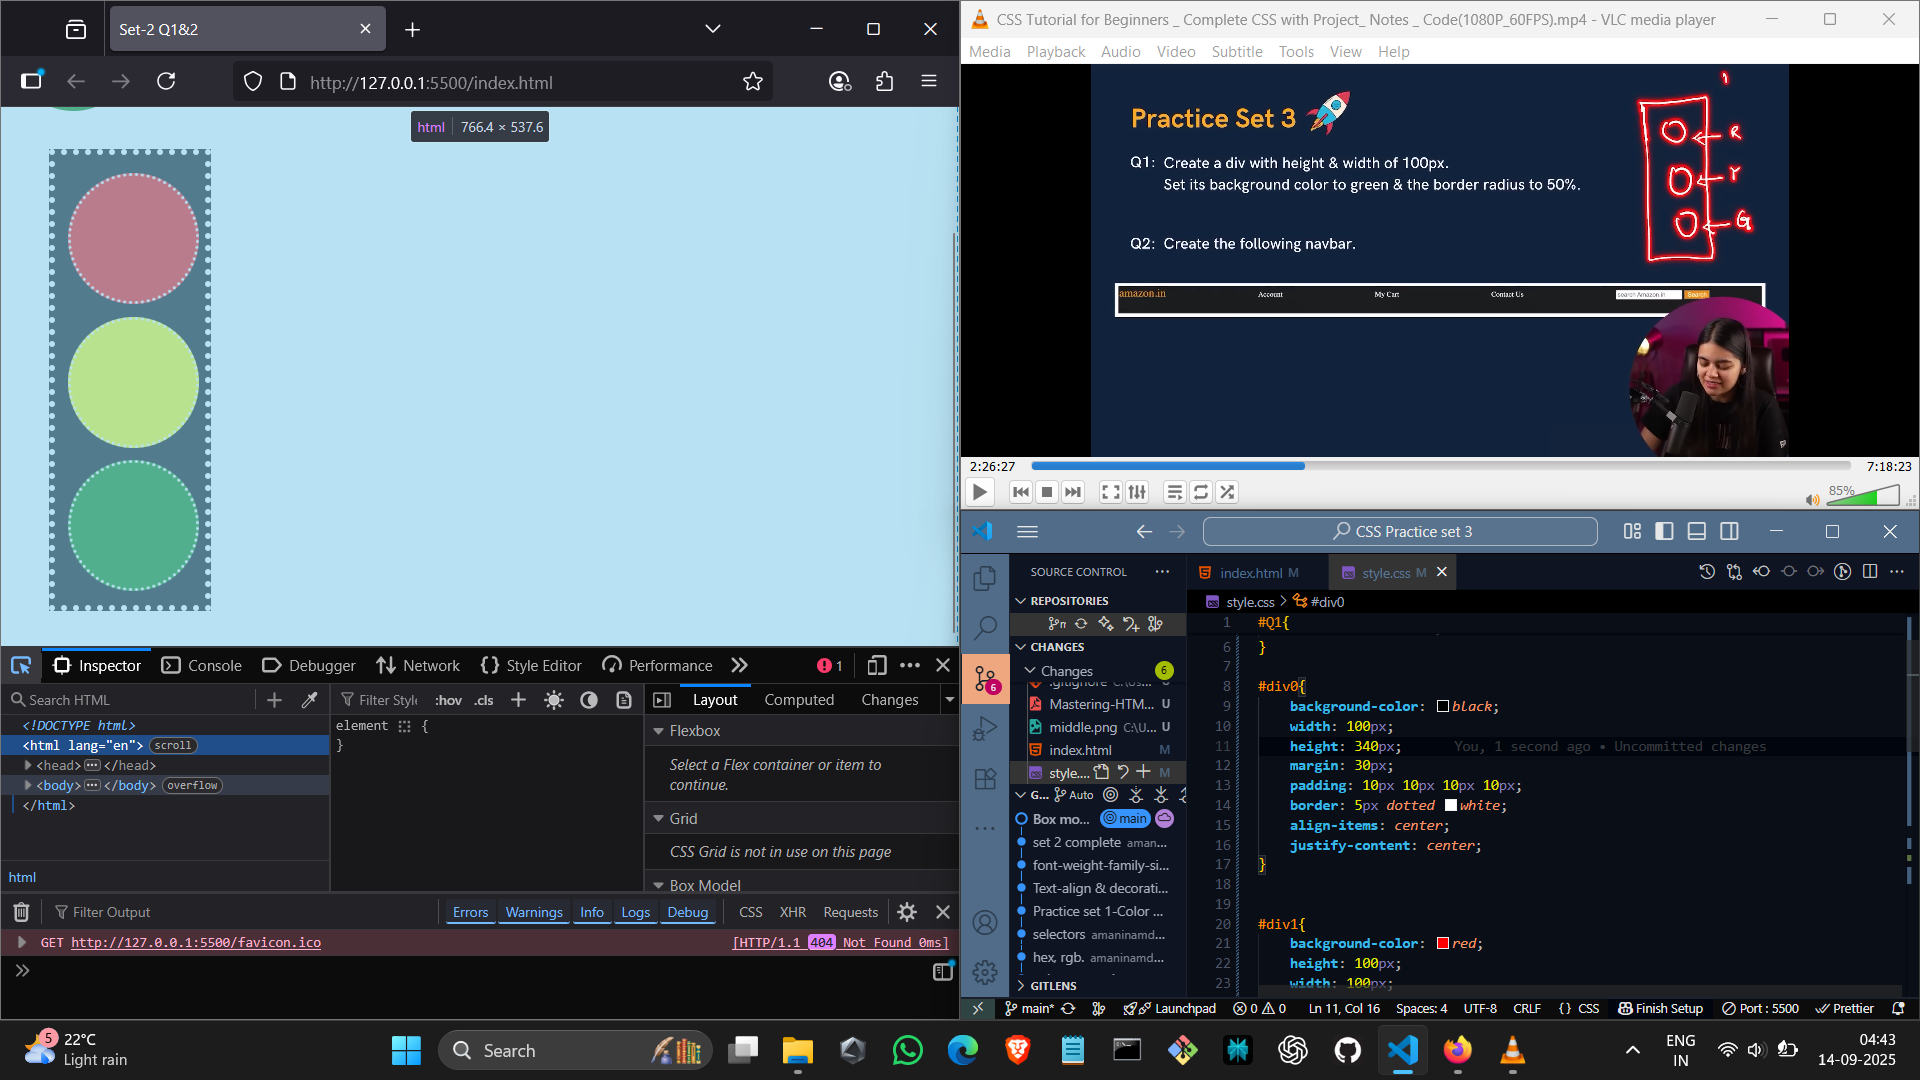 Set-2 Q1&2
http://127.0.0.1:5500/index.html
html 766.4 × 537.6
Inspector
Console
Debugger
Network
Style Editor
Performance
1
Search HTML
Filter Style
:hov .cls
Layout
Computed
Changes
<!DOCTYPE html>
<html lang="en"> scroll
<head> ⋯ </head>
<body> ⋯ </body> overflow
</html>
html
element {
}
Flexbox
Select a Flex container or item to
continue.
Grid
CSS Grid is not in use on this page
Box Model
Filter Output
Errors Warnings Info Logs Debug
CSS XHR Requests
GET http://127.0.0.1:5500/favicon.ico
[HTTP/1.1 404 Not Found 0ms]
CSS Tutorial for Beginners _ Complete CSS with Project_ Notes _ Code(1080P_60FPS).mp4 - VLC media player
Media Playback Audio Video Subtitle Tools View Help
Practice Set 3
Q1: Create a div with height & width of 100px.
Set its background color to green & the border radius to 50%.
Q2: Create the following navbar.
R
Y
G
amazon.in Account My Cart Contact Us search Amazon.in Search
2:26:27
7:18:23
85%
CSS Practice set 3
SOURCE CONTROL
REPOSITORIES
CHANGES
Changes 6
6
Mastering-HTM... U
middle.png C:\U... U
index.html M
style.... M
G... Auto
Box mo... main
set 2 complete aman...
font-weight-family-si...
Text-align & decorati...
Practice set 1-Color ...
selectors amaninamd...
hex, rgb. amaninamd...
GITLENS
index.html M
style.css M
style.css > #div0
1 #Q1{
6 }
7
8 #div0{
9 background-color: black;
10 width: 100px;
11 height: 340px; You, 1 second ago • Uncommitted changes
12 margin: 30px;
13 padding: 10px 10px 10px 10px;
14 border: 5px dotted white;
15 align-items: center;
16 justify-content: center;
17 }
18
19
20 #div1{
21 background-color: red;
22 height: 100px;
23 width: 100px;
main* Launchpad 0 0 Ln 11, Col 16 Spaces: 4 UTF-8 CRLF {} CSS Finish Setup Port : 5500 Prettier
5
22°C
Light rain
Search
ENG
IN
04:43
14-09-2025